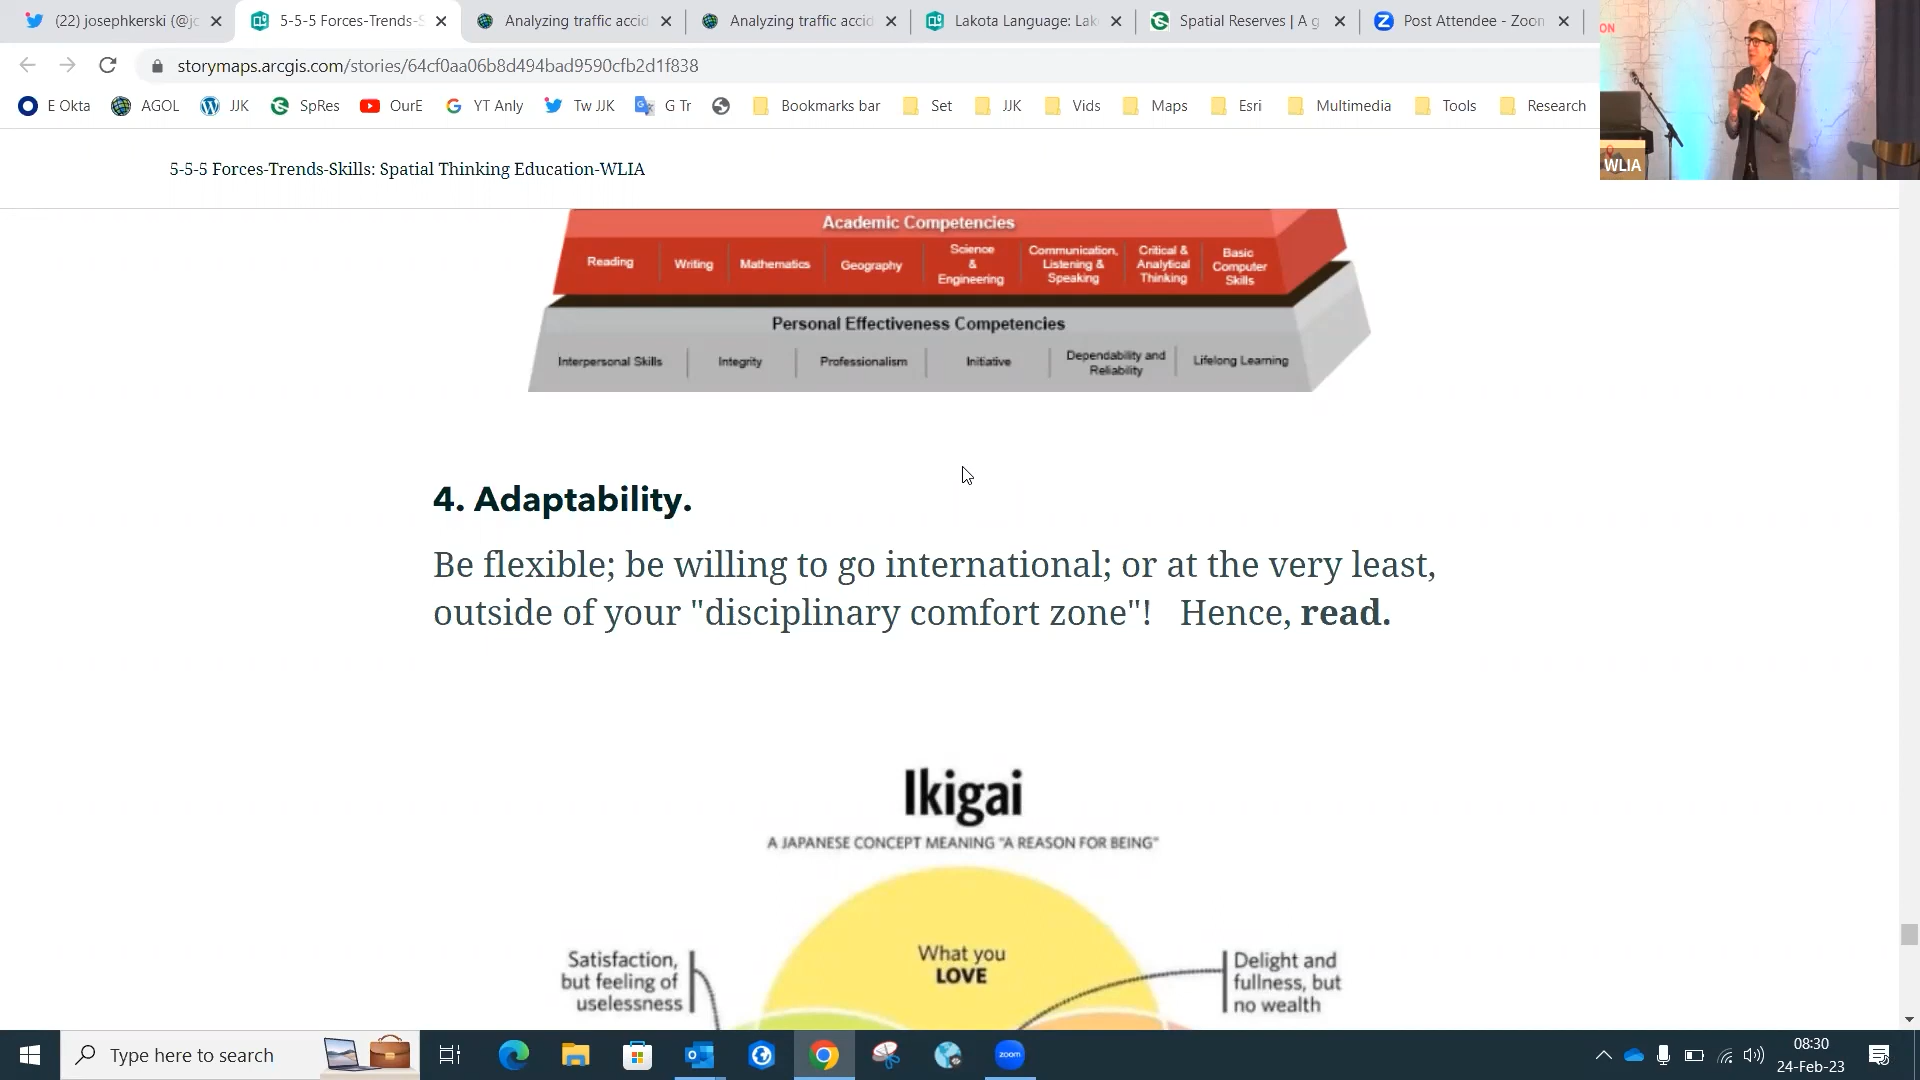 (22) josephkerski (@jc
5-5-5 Forces-Trends-S
Analyzing traffic accid
Analyzing traffic accid
Lakota Language: Lak
Spatial Reserves | A g
Post Attendee - Zoom
storymaps.arcgis.com/stories/64cf0aa06b8d494bad9590cfb2d1f838
E Okta
AGOL
JJK
SpRes
OurE
YT Anly
Tw JJK
G Tr
Bookmarks bar
Set
JJK
Vids
Maps
Esri
Multimedia
Tools
Research
ON
WLIA
5-5-5 Forces-Trends-Skills: Spatial Thinking Education-WLIA
Academic Competencies
Reading
Writing
Mathematics
Geography
Science
&
Engineering
Communication,
Listening &
Speaking
Critical &
Analytical
Thinking
Basic
Computer
Skills
Personal Effectiveness Competencies
Interpersonal Skills
Integrity
Professionalism
Initiative
Dependability and
Reliability
Lifelong Learning
4. Adaptability.
Be flexible; be willing to go international; or at the very least,
outside of your "disciplinary comfort zone"! Hence, read.
Ikigai
A JAPANESE CONCEPT MEANING "A REASON FOR BEING"
What you
LOVE
Satisfaction,
but feeling of
uselessness
Delight and
fullness, but
no wealth
Type here to search
zoom
08:30
24-Feb-23